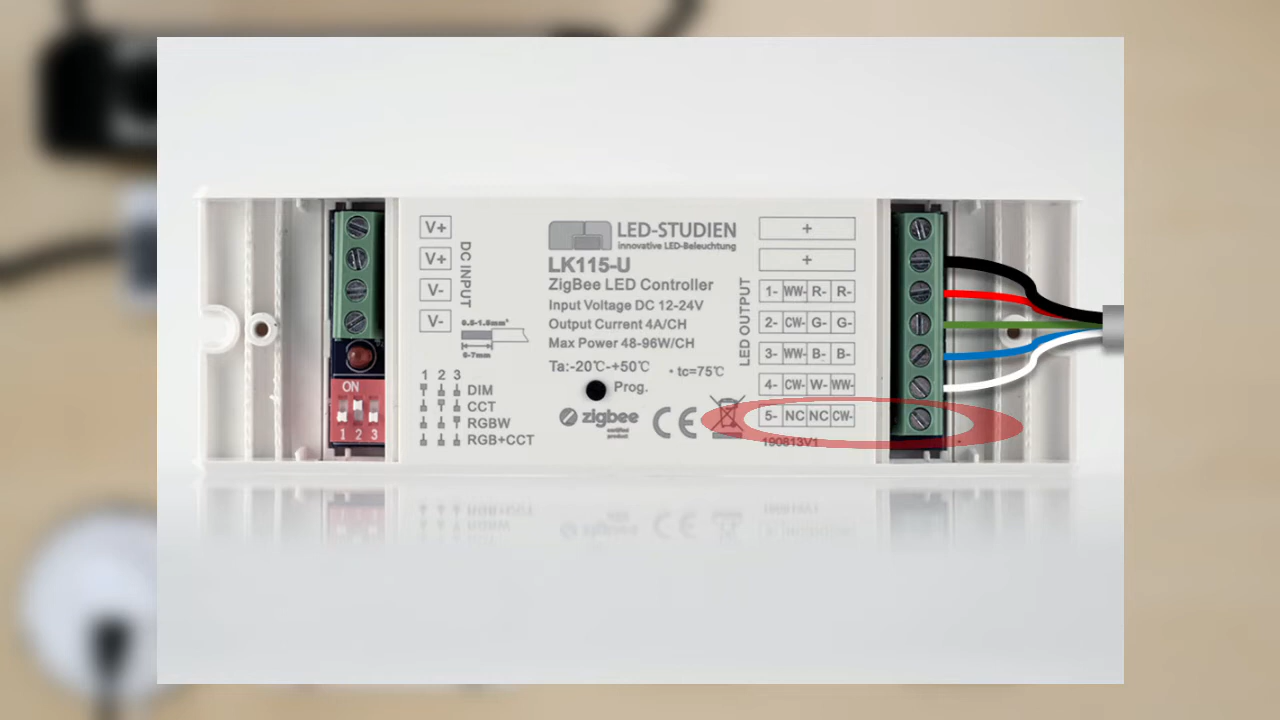 V+
V+
V-
V-
DC INPUT
0.5-1.5mm²
6-7mm
ON
1 2 3
1 2 3
DIM
CCT
RGBW
RGB+CCT
LED-STUDIEN
innovative LED-Beleuchtung
LK115-U
ZigBee LED Controller
Input Voltage DC 12-24V
Output Current 4A/CH
Max Power 48-96W/CH
Ta:-20℃-+50℃ • tc=75℃
Prog.
zigbee
certified
product
CE
LED OUTPUT
+
+
1- WW- R- R-
2- CW- G- G-
3- WW- B- B-
4- CW- W- WW-
5- NC NC CW-
190813V1